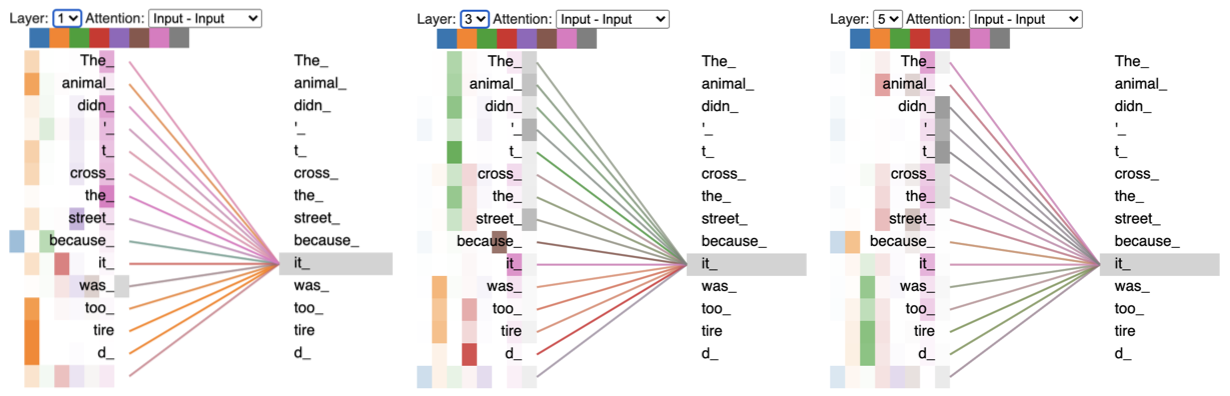 Layer: 1 Attention: Input - Input
The_ The_
animal_ animal_
didn_ didn_
'_ '_
t_ t_
cross_ cross_
the_ the_
street_ street_
because_ because_
it_ it_
was_ was_
too_ too_
tire tire
d_ d_
Layer: 3 Attention: Input - Input
The_ The_
animal_ animal_
didn_ didn_
'_ '_
t_ t_
cross_ cross_
the_ the_
street_ street_
because_ because_
it_ it_
was_ was_
too_ too_
tire tire
d_ d_
Layer: 5 Attention: Input - Input
The_ The_
animal_ animal_
didn_ didn_
'_ '_
t_ t_
cross_ cross_
the_ the_
street_ street_
because_ because_
it_ it_
was_ was_
too_ too_
tire tire
d_ d_